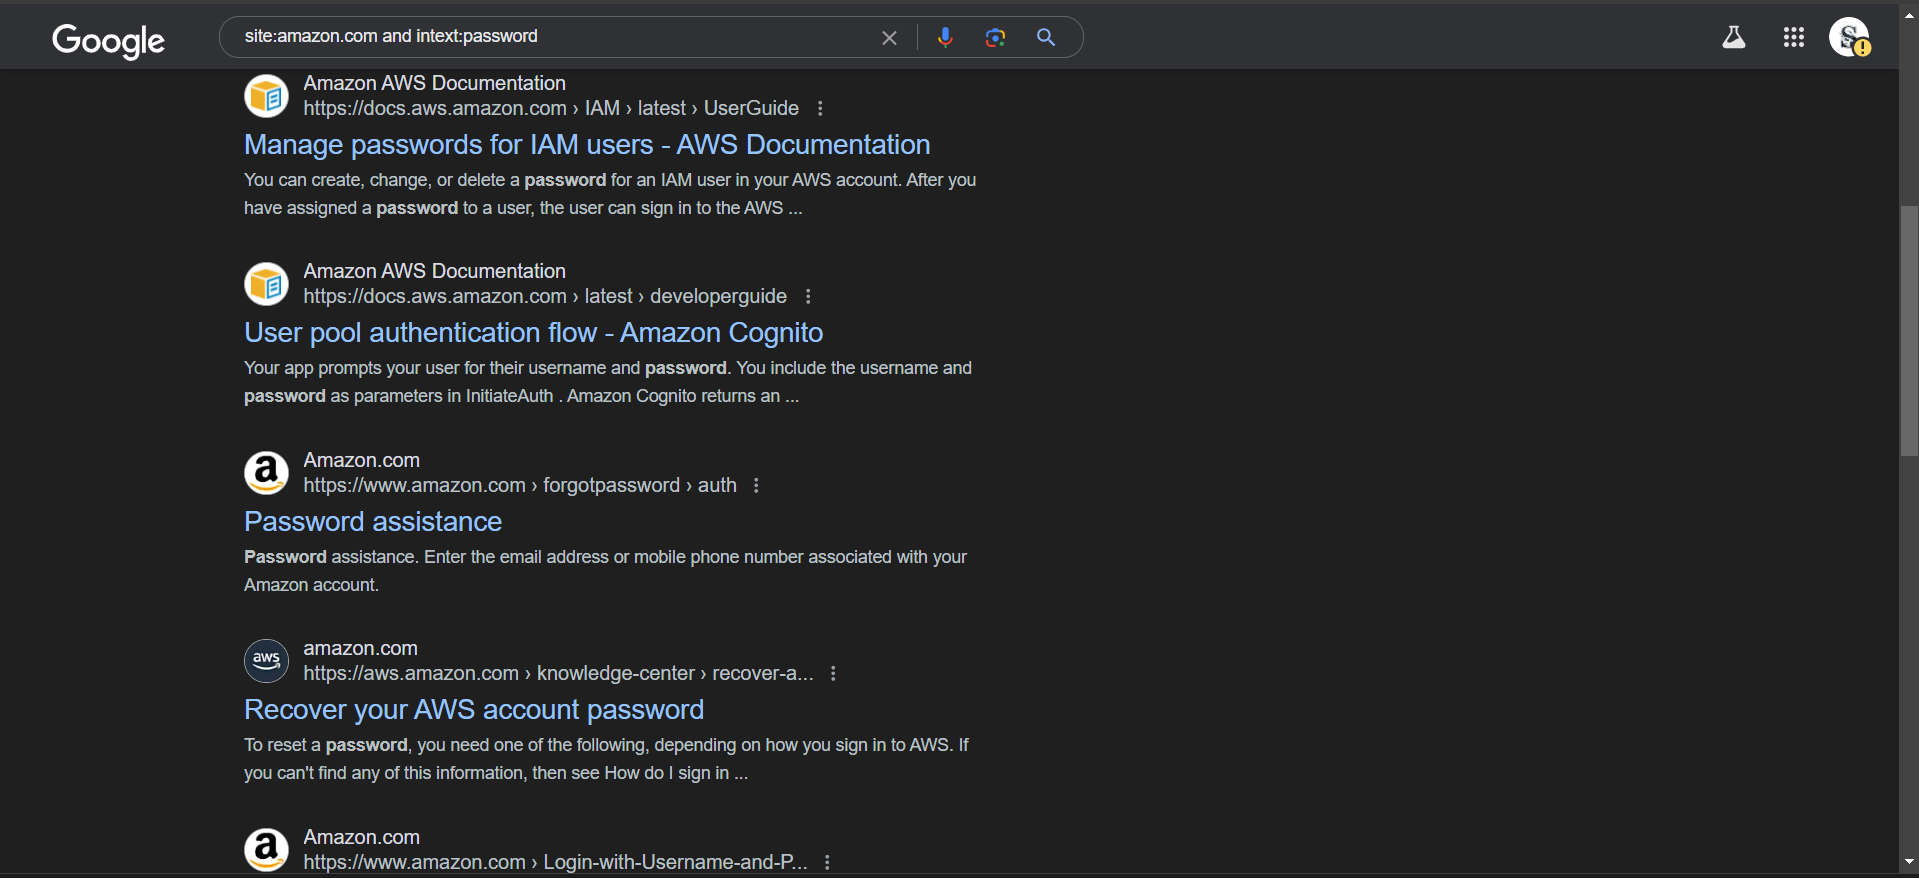 Google
site:amazon.com and intext:password
Amazon AWS Documentation
https://docs.aws.amazon.com › IAM › latest › UserGuide
Manage passwords for IAM users - AWS Documentation
You can create, change, or delete a password for an IAM user in your AWS account. After you
have assigned a password to a user, the user can sign in to the AWS ...
Amazon AWS Documentation
https://docs.aws.amazon.com › latest › developerguide
User pool authentication flow - Amazon Cognito
Your app prompts your user for their username and password. You include the username and
password as parameters in InitiateAuth . Amazon Cognito returns an ...
a
Amazon.com
https://www.amazon.com › forgotpassword › auth
Password assistance
Password assistance. Enter the email address or mobile phone number associated with your
Amazon account.
aws
amazon.com
https://aws.amazon.com › knowledge-center › recover-a...
Recover your AWS account password
To reset a password, you need one of the following, depending on how you sign in to AWS. If
you can't find any of this information, then see How do I sign in ...
a
Amazon.com
https://www.amazon.com › Login-with-Username-and-P...